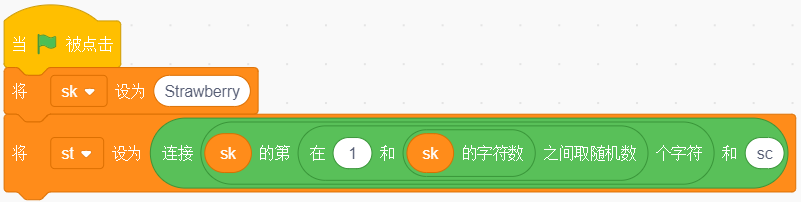 当 被点击
将 sk 设为 Strawberry
将 st 设为 连接 sk 的第 在 1 和 sk 的字符数 之间取随机数 个字符 和 sc